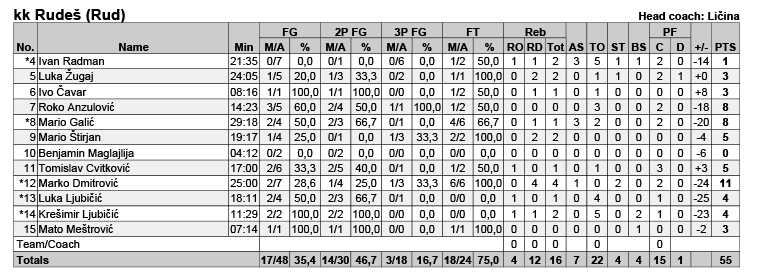 kk Rudeš (Rud) Head coach: Ličina
FG 2P FG 3P FG FT Reb PF
No. Name Min M/A % M/A % M/A % M/A % RO RD Tot AS TO ST BS C D +/- PTS
*4 Ivan Radman 21:35 0/7 0,0 0/1 0,0 0/6 0,0 1/2 50,0 1 1 2 3 5 1 1 2 0 -14 1
5 Luka Žugaj 24:05 1/5 20,0 1/3 33,3 0/2 0,0 1/1 100,0 0 2 2 0 1 1 0 2 1 +0 3
6 Ivo Čavar 08:16 1/1 100,0 1/1 100,0 0/0 0,0 1/2 50,0 0 0 0 0 0 0 1 0 0 +8 3
7 Roko Anzulović 14:23 3/5 60,0 2/4 50,0 1/1 100,0 1/2 50,0 0 0 0 0 3 0 0 2 0 -18 8
*8 Mario Galić 29:18 2/4 50,0 2/3 66,7 0/1 0,0 4/6 66,7 0 1 1 3 2 0 0 2 0 -20 8
9 Mario Štirjan 19:17 1/4 25,0 0/1 0,0 1/3 33,3 2/2 100,0 0 2 2 0 0 0 0 0 0 -4 5
10 Benjamin Maglajlija 04:12 0/2 0,0 0/2 0,0 0/0 0,0 0/0 0,0 0 0 0 0 0 0 0 0 0 -6 0
11 Tomislav Cvitković 17:00 2/6 33,3 2/5 40,0 0/1 0,0 1/2 50,0 1 0 1 0 1 0 0 2 0 +3 5
*12 Marko Dmitrović 25:00 2/7 28,6 1/4 25,0 1/3 33,3 6/6 100,0 0 4 4 1 0 2 0 2 0 -24 11
*13 Luka Ljubičić 18:11 2/4 50,0 2/3 66,7 0/1 0,0 0/0 0,0 1 0 1 0 4 0 0 1 0 -25 4
*14 Krešimir Ljubičić 11:29 2/2 100,0 2/2 100,0 0/0 0,0 0/0 0,0 1 1 2 0 5 0 2 0 0 -23 4
15 Mato Meštrović 07:14 1/1 100,0 1/1 100,0 0/0 0,0 1/1 100,0 0 1 1 0 1 0 0 2 0 -2 3
Team/Coach 0 0 0 0 0
Totals 17/48 35,4 14/30 46,7 3/18 16,7 18/24 75,0 4 12 16 7 22 4 4 15 1 55